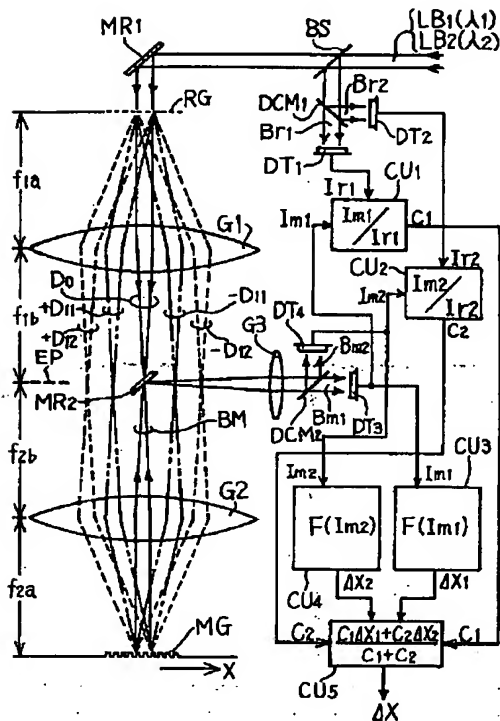 MR1
BS
LB1(λ1)
LB2(λ2)
RG
DCM1
Br2
Br1
DT2
DT1
f1a
Ir1
CU1
Im1
Im1/Ir1
C1
G1
CU2
Ir2
Im2
Im2/Ir2
C2
D0
+D11
-D11
+D12
-D12
f1b
G3
DT4
Bm2
EP
MR2
Bm1
DT3
DCM2
BM
f2b
Im2
Im1
CU3
F(Im2)
F(Im1)
G2
CU4
ΔX2
ΔX1
f2a
C2
C1ΔX1+C2ΔX2
C1+C2
C1
MG
CU5
X
ΔX